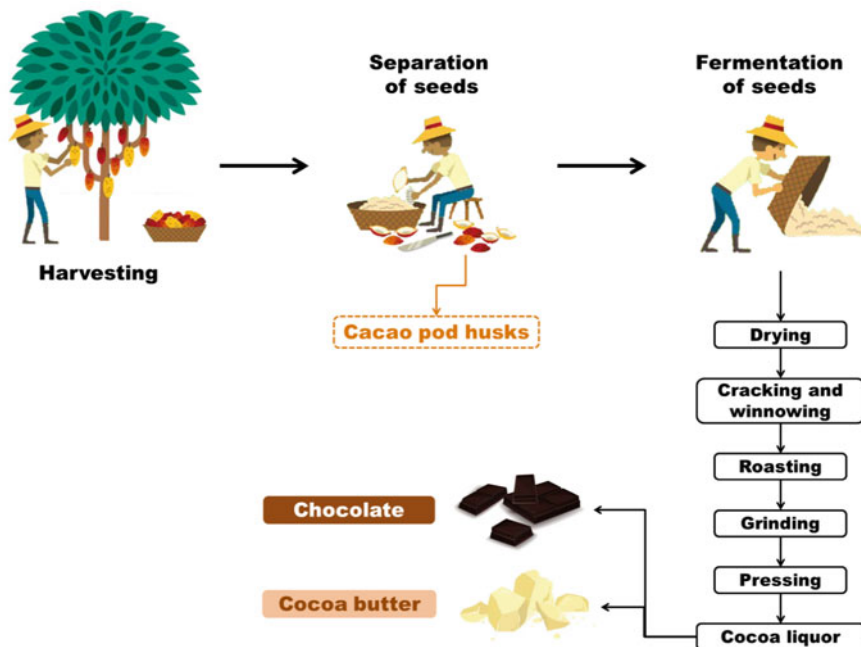 Separation
of seeds
Fermentation
of seeds
Harvesting
Cacao pod husks
Drying
Cracking and
winnowing
Roasting
Chocolate
Grinding
Pressing
Cocoa butter
Cocoa liquor